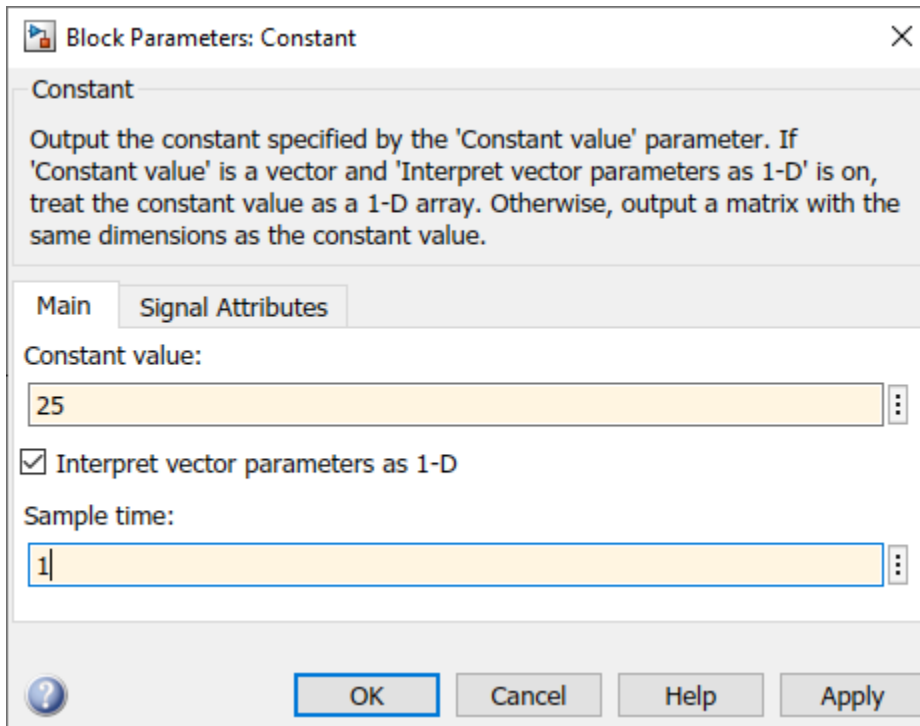 Block Parameters: Constant
Constant
Output the constant specified by the 'Constant value' parameter. If
'Constant value' is a vector and 'Interpret vector parameters as 1-D' is on,
treat the constant value as a 1-D array. Otherwise, output a matrix with the
same dimensions as the constant value.
Main Signal Attributes
Constant value:
25
Interpret vector parameters as 1-D
Sample time:
1
OK Cancel Help Apply